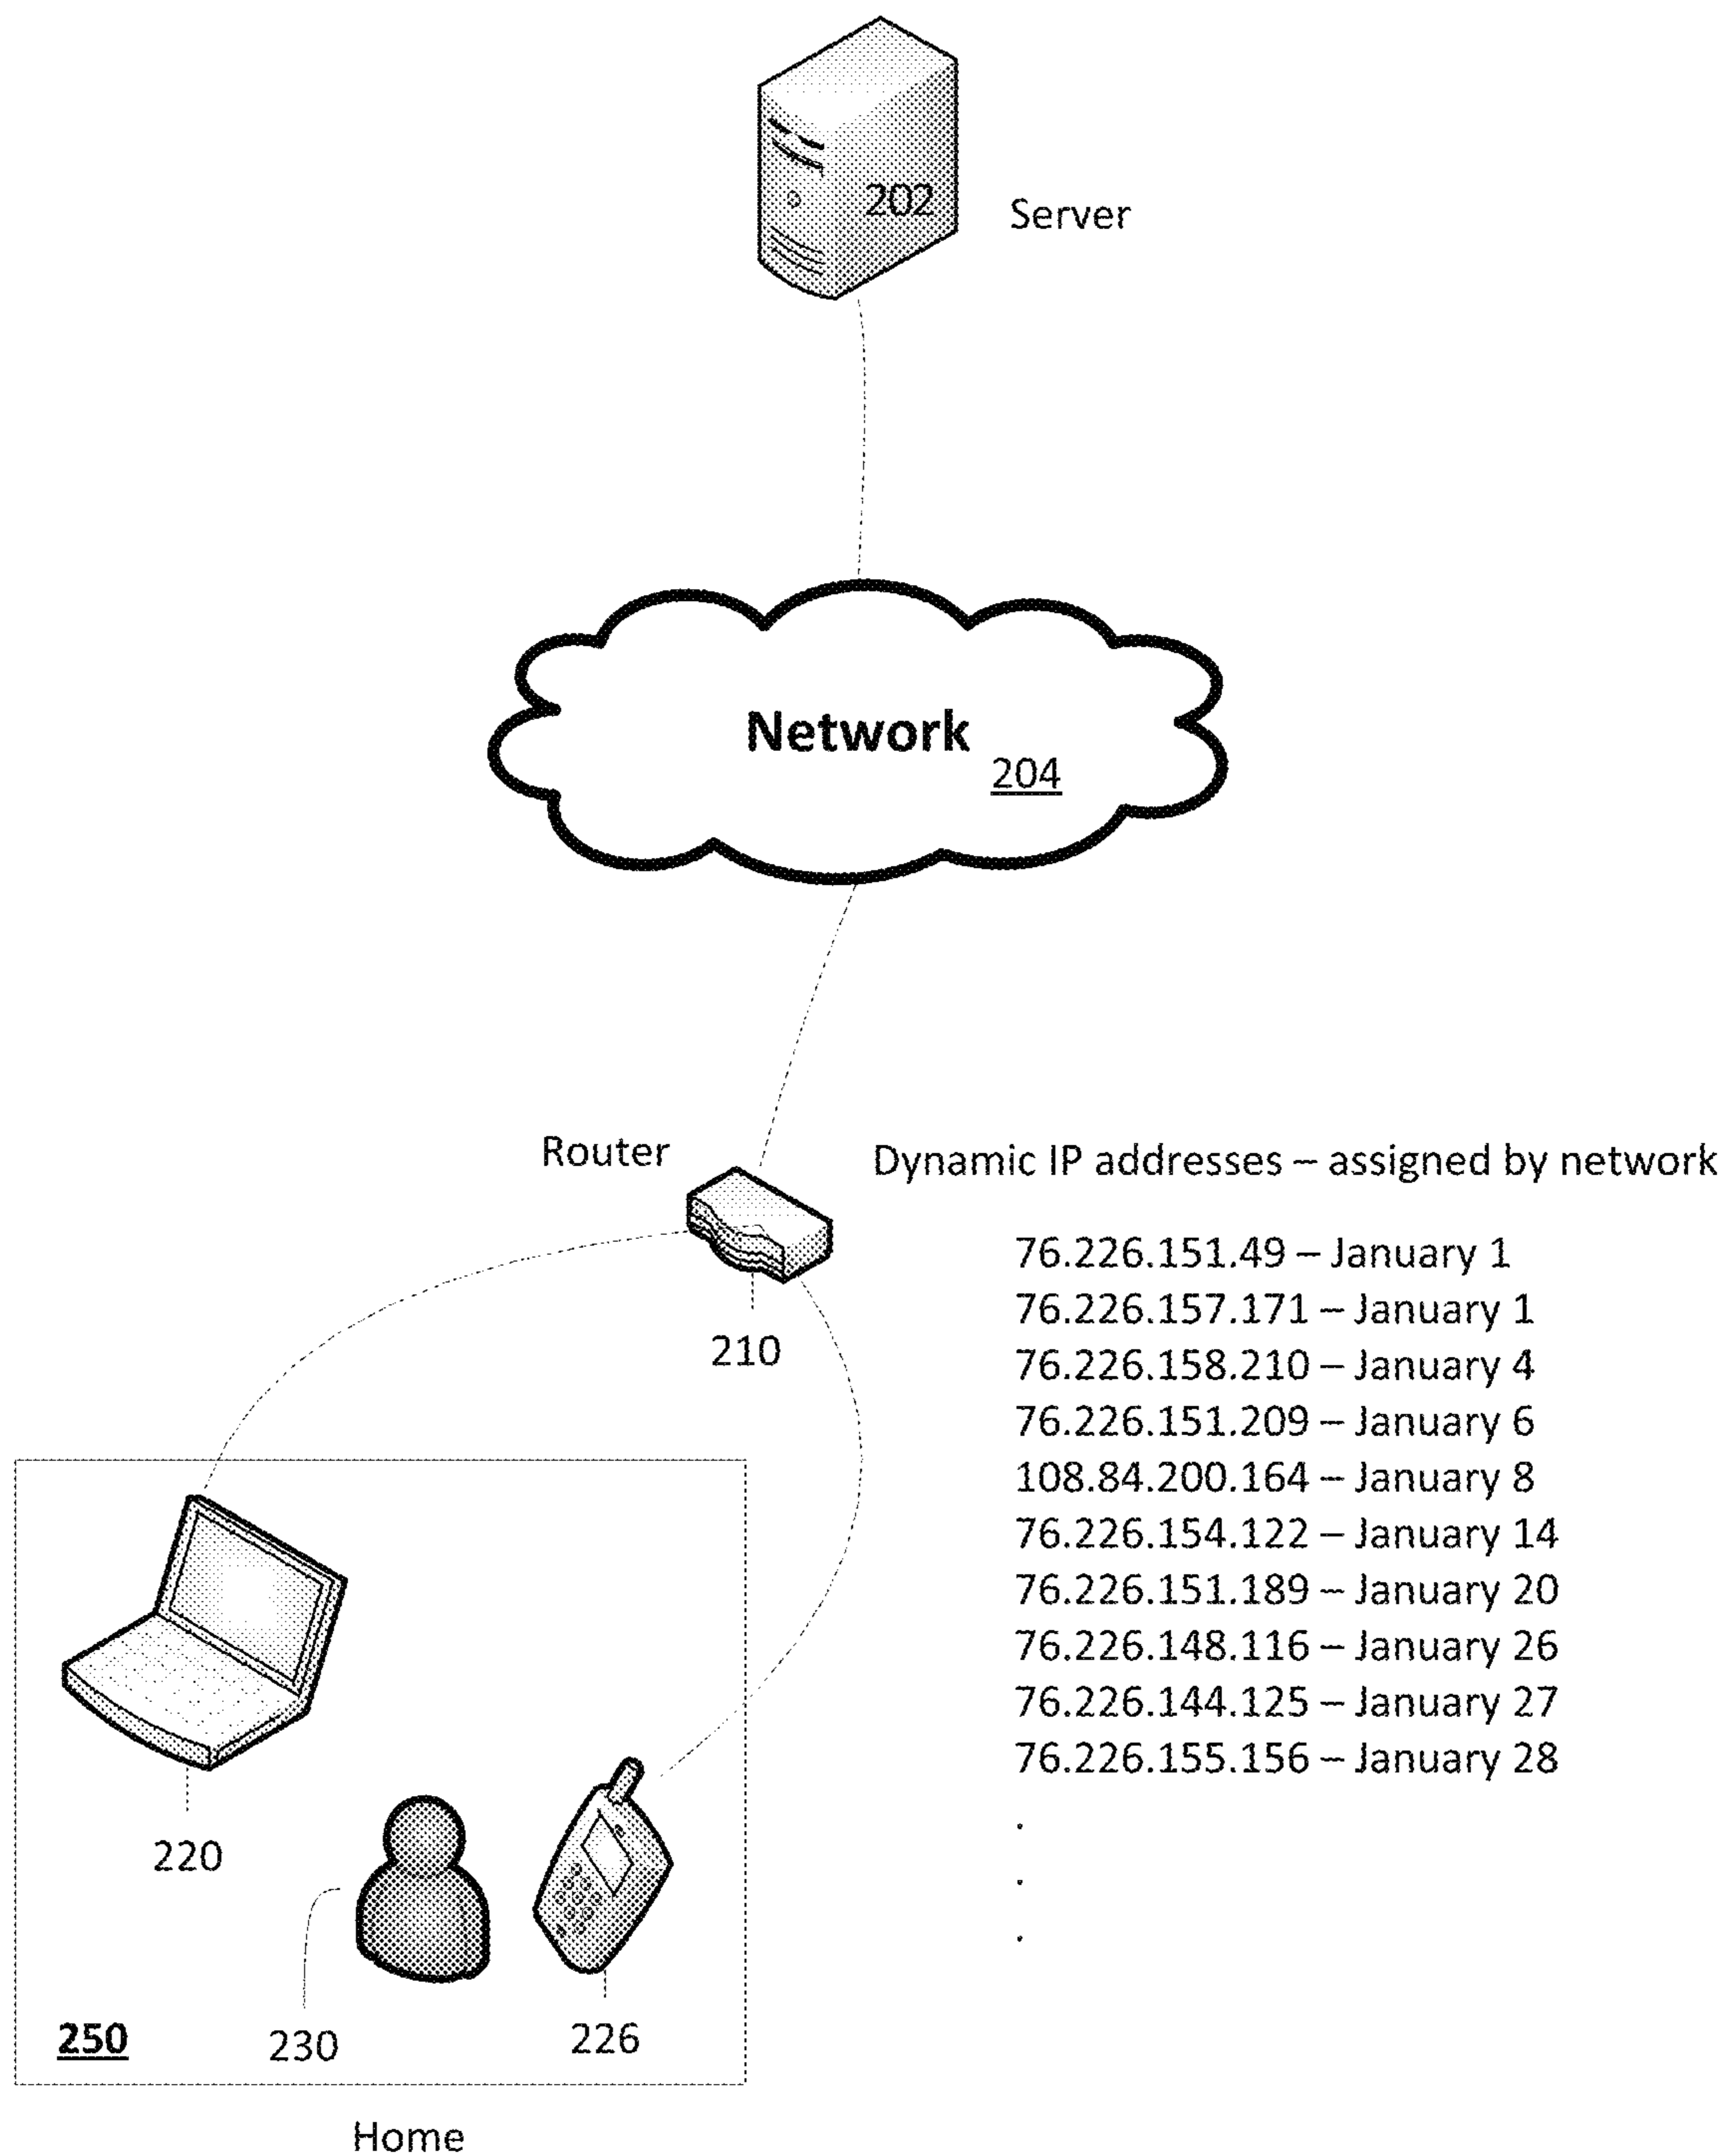 202
Server
Network
204
Router
Dynamic IP addresses – assigned by network
76.226.151.49 – January 1
76.226.157.171 – January 1
210
76.226.158.210 – January 4
76.226.151.209 – January 6
108.84.200.164 – January 8
76.226.154.122 – January 14
76.226.151.189 – January 20
76.226.148.116 – January 26
76.226.144.125 – January 27
76.226.155.156 – January 28
.
.
.
220
250
230
226
Home